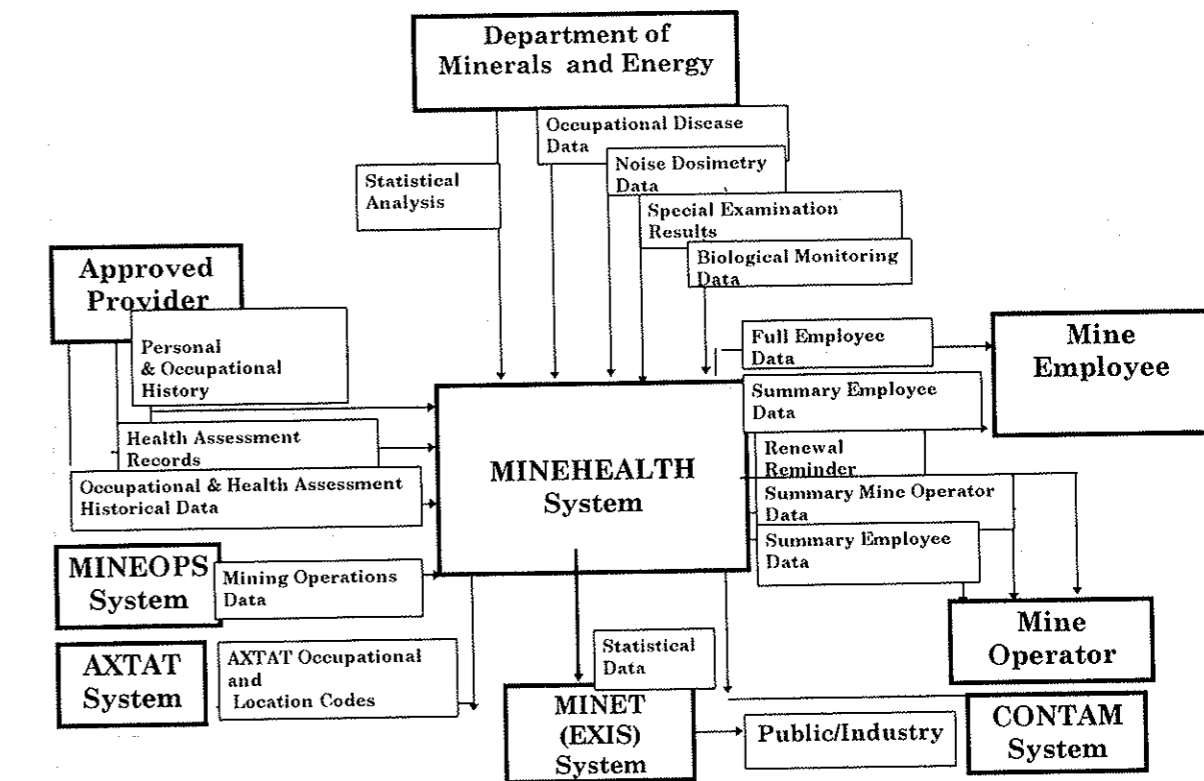 Department of
Minerals and Energy
Occupational Disease
Data
Noise Dosimetry
Data
Statistical
Analysis
Special Examination
Results
Biological Monitoring
Data
Approved
Provider
Personal
& Occupational
History
Full Employee
Data
Mine
Employee
Summary Employee
Data
Health Assessment
Records
Renewal
Reminder
MINEHEALTH
System
Occupational & Health Assessment
Historical Data
Summary Mine Operator
Data
Summary Employee
Data
MINEOPS
System
Mining Operations
Data
Mine
Operator
AXTAT
System
AXTAT Occupational
and
Location Codes
Statistical
Data
MINET
(EXIS)
System
Public/Industry
CONTAM
System